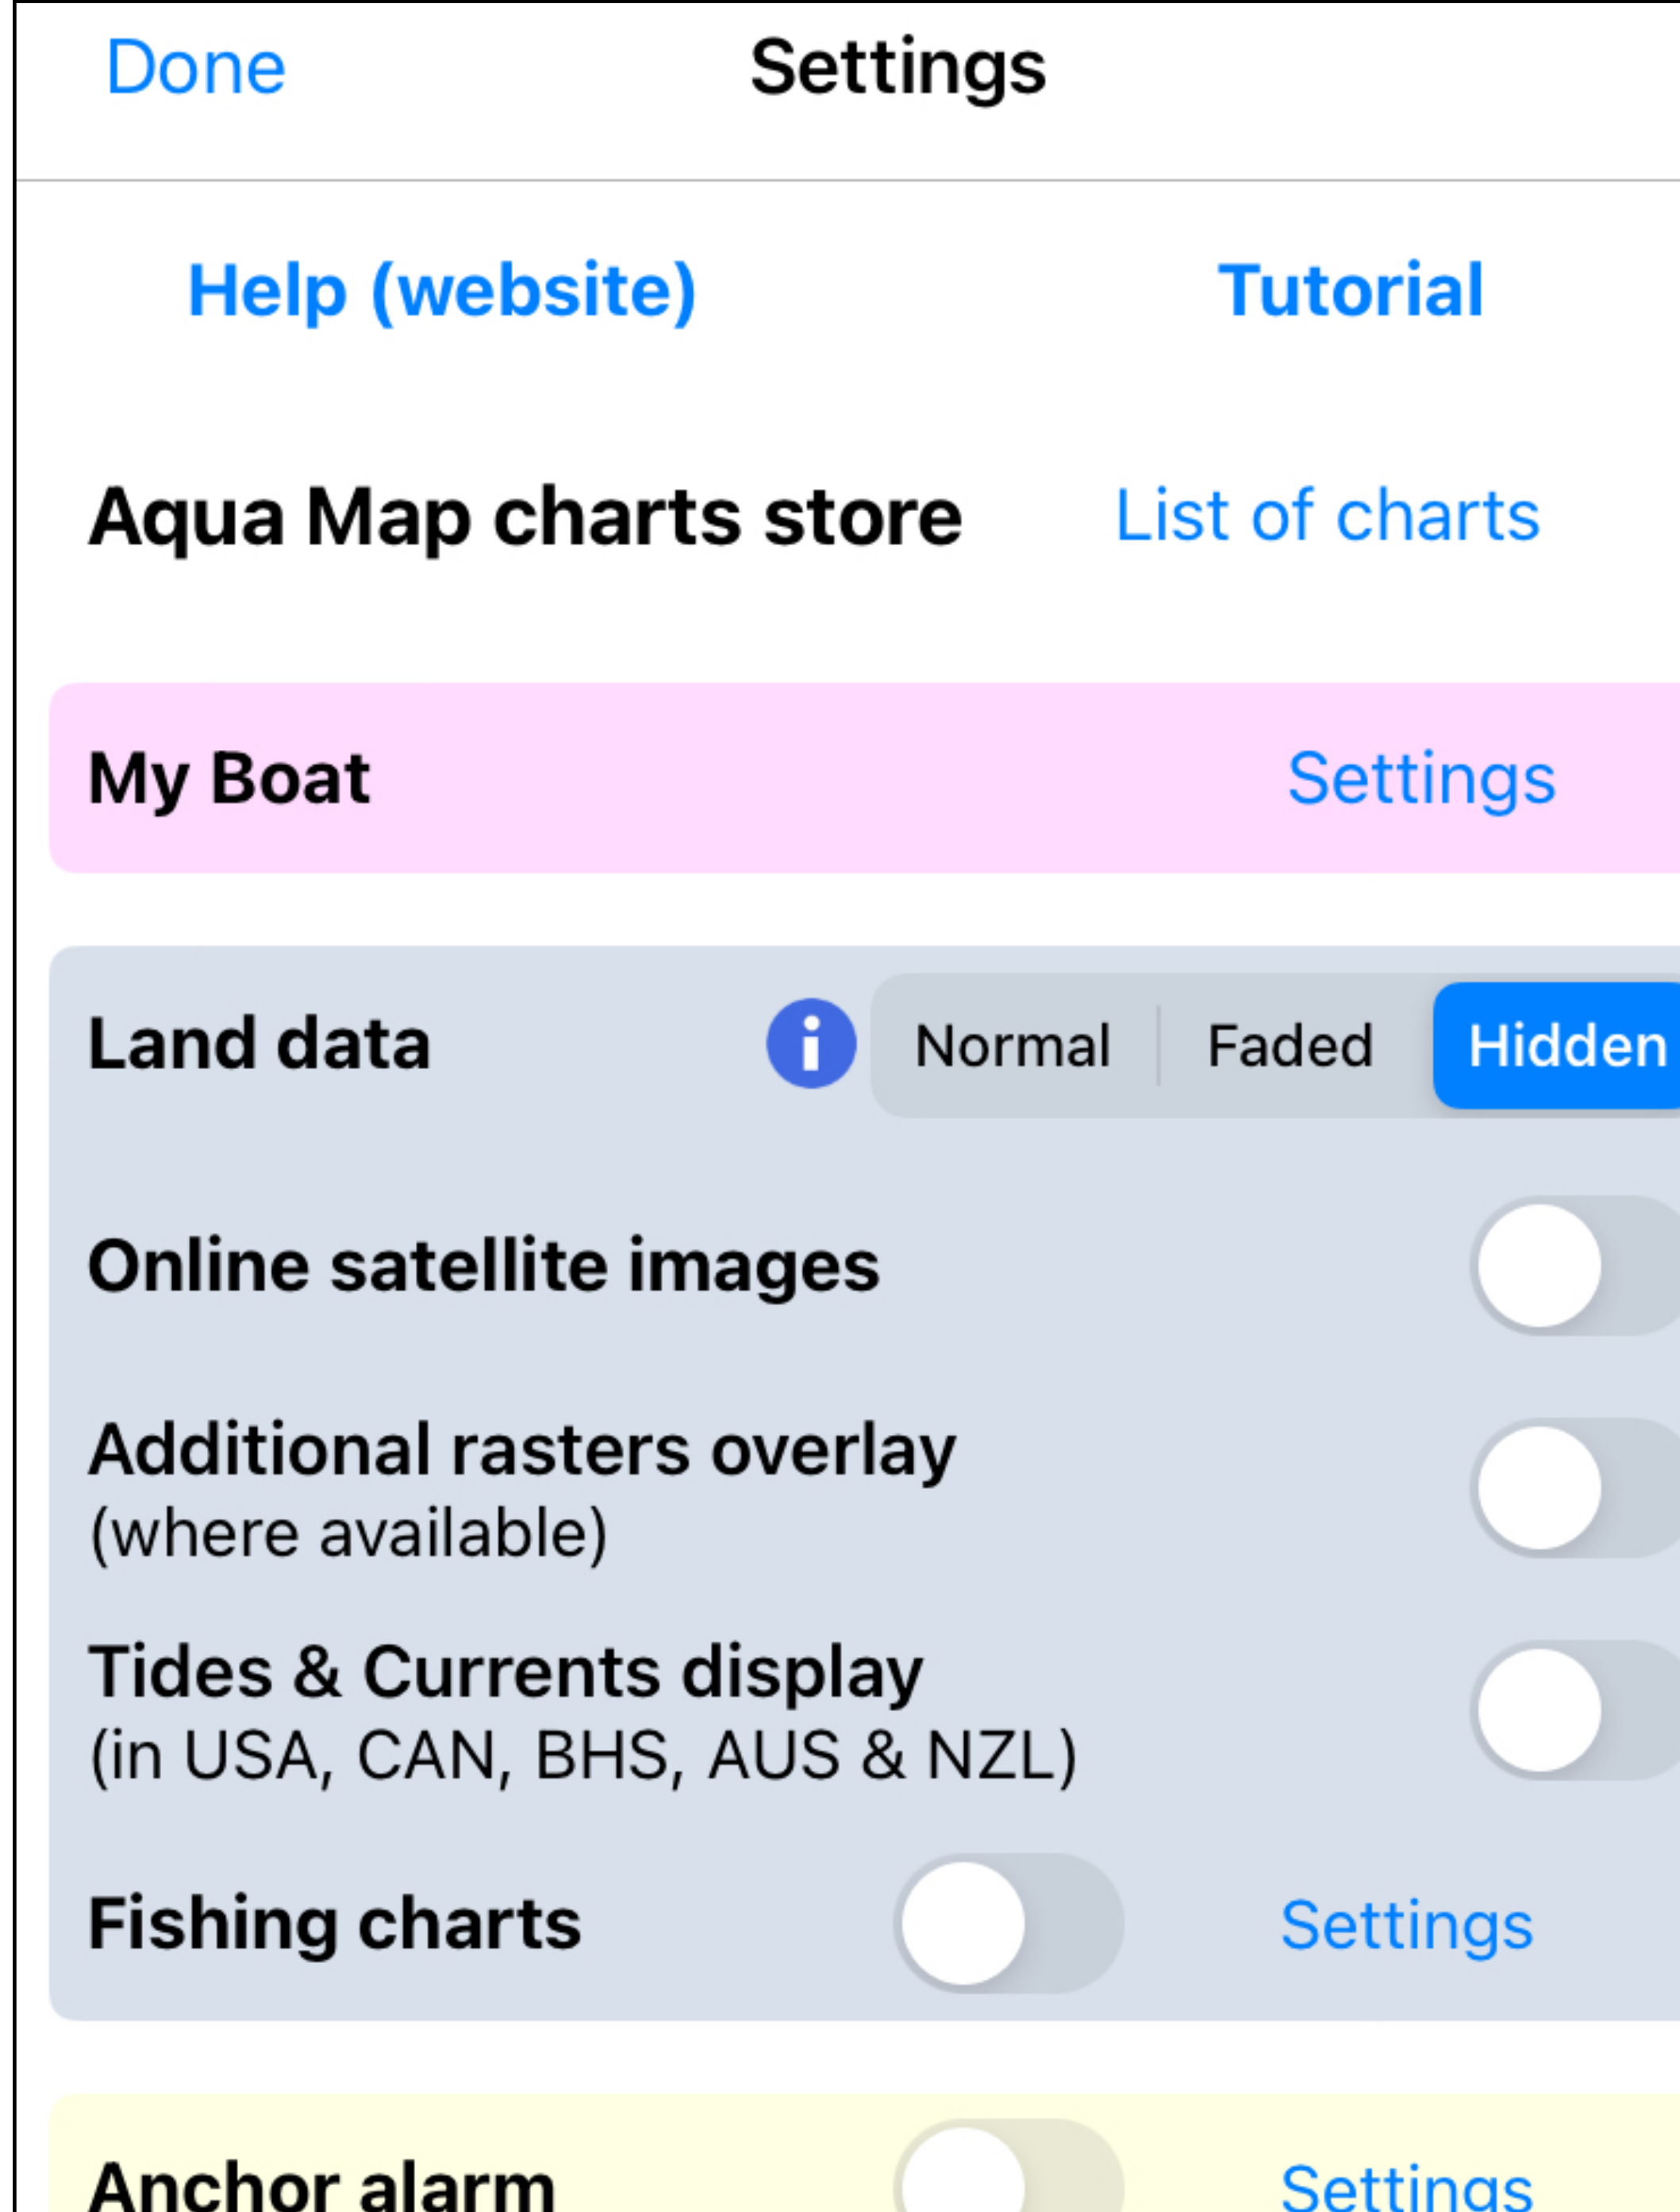 Done Settings
Help (website) Tutorial
Aqua Map charts store List of charts
My Boat Settings
Land data i Normal Faded Hidden
Online satellite images
Additional rasters overlay
(where available)
Tides & Currents display
(in USA, CAN, BHS, AUS & NZL)
Fishing charts Settings
Anchor alarm Settings